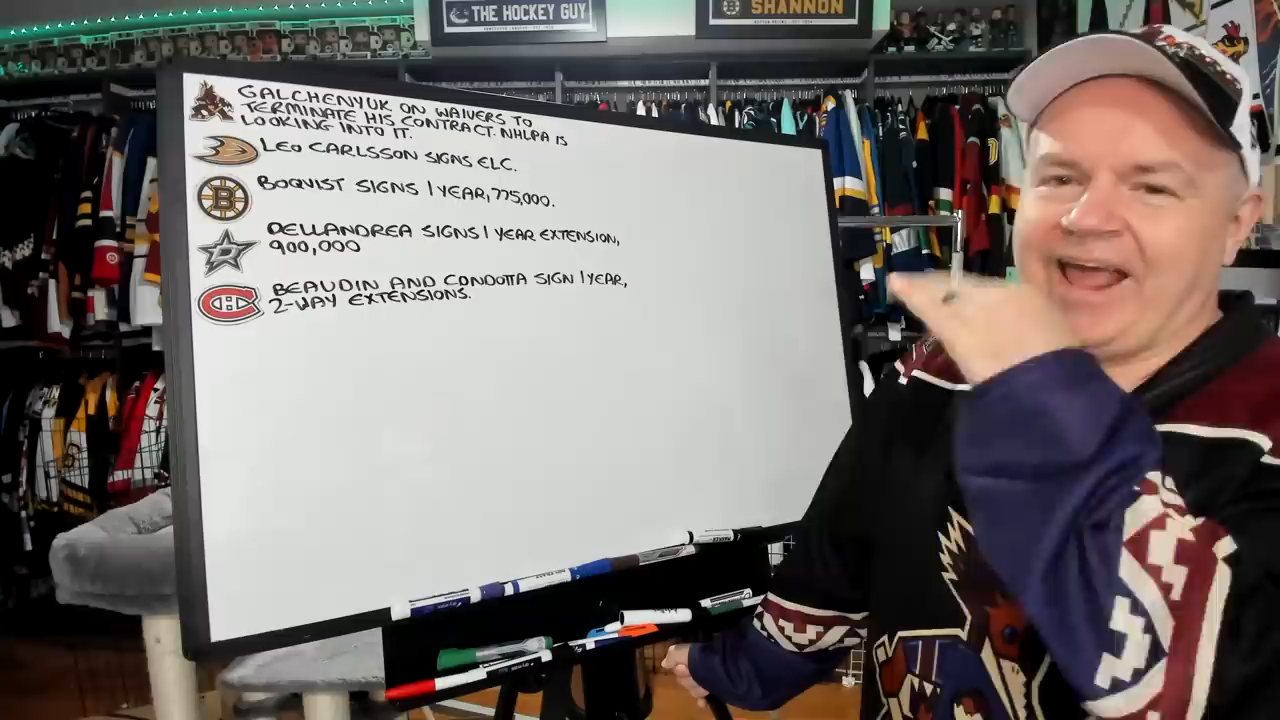 THE HOCKEY GUY
SHANNON
GALCHENYUK ON WAIVERS TO
TERMINATE HIS CONTRACT. NHLPA IS
LOOKING INTO IT.
LEO CARLSSON SIGNS ELC.
B
BOQVIST SIGNS 1 YEAR, 775,000.
D
DELLANDREA SIGNS 1 YEAR EXTENSION,
900,000
CH
BEAUDIN AND CONDOTTA SIGN 1 YEAR,
2-WAY EXTENSIONS.